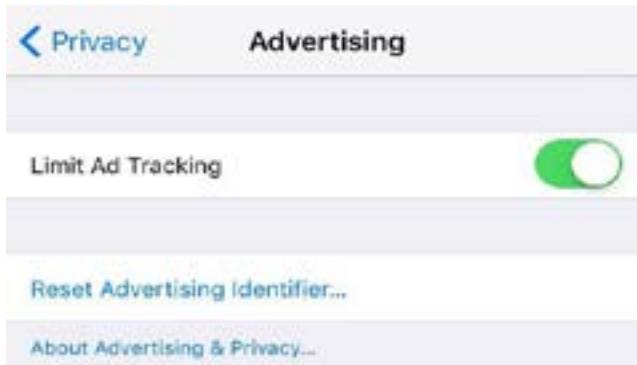 Privacy Advertising
Limit Ad Tracking
Reset Advertising Identifier...
About Advertising & Privacy...